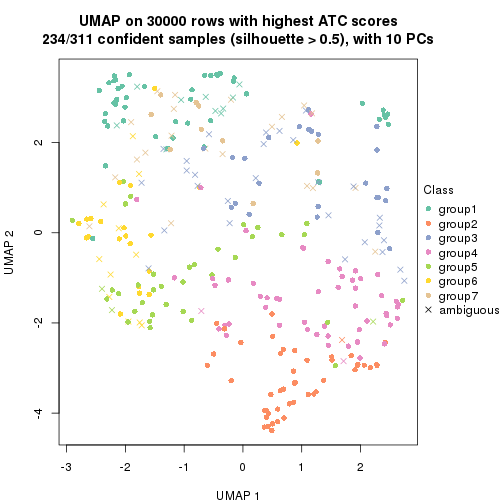 UMAP on 30000 rows with highest ATC scores
234/311 confident samples (silhouette > 0.5), with 10 PCs
UMAP 2
2
0
-2
-4
-3
-2
-1
0
1
2
UMAP 1
Class
group1
group2
group3
group4
group5
group6
group7
ambiguous